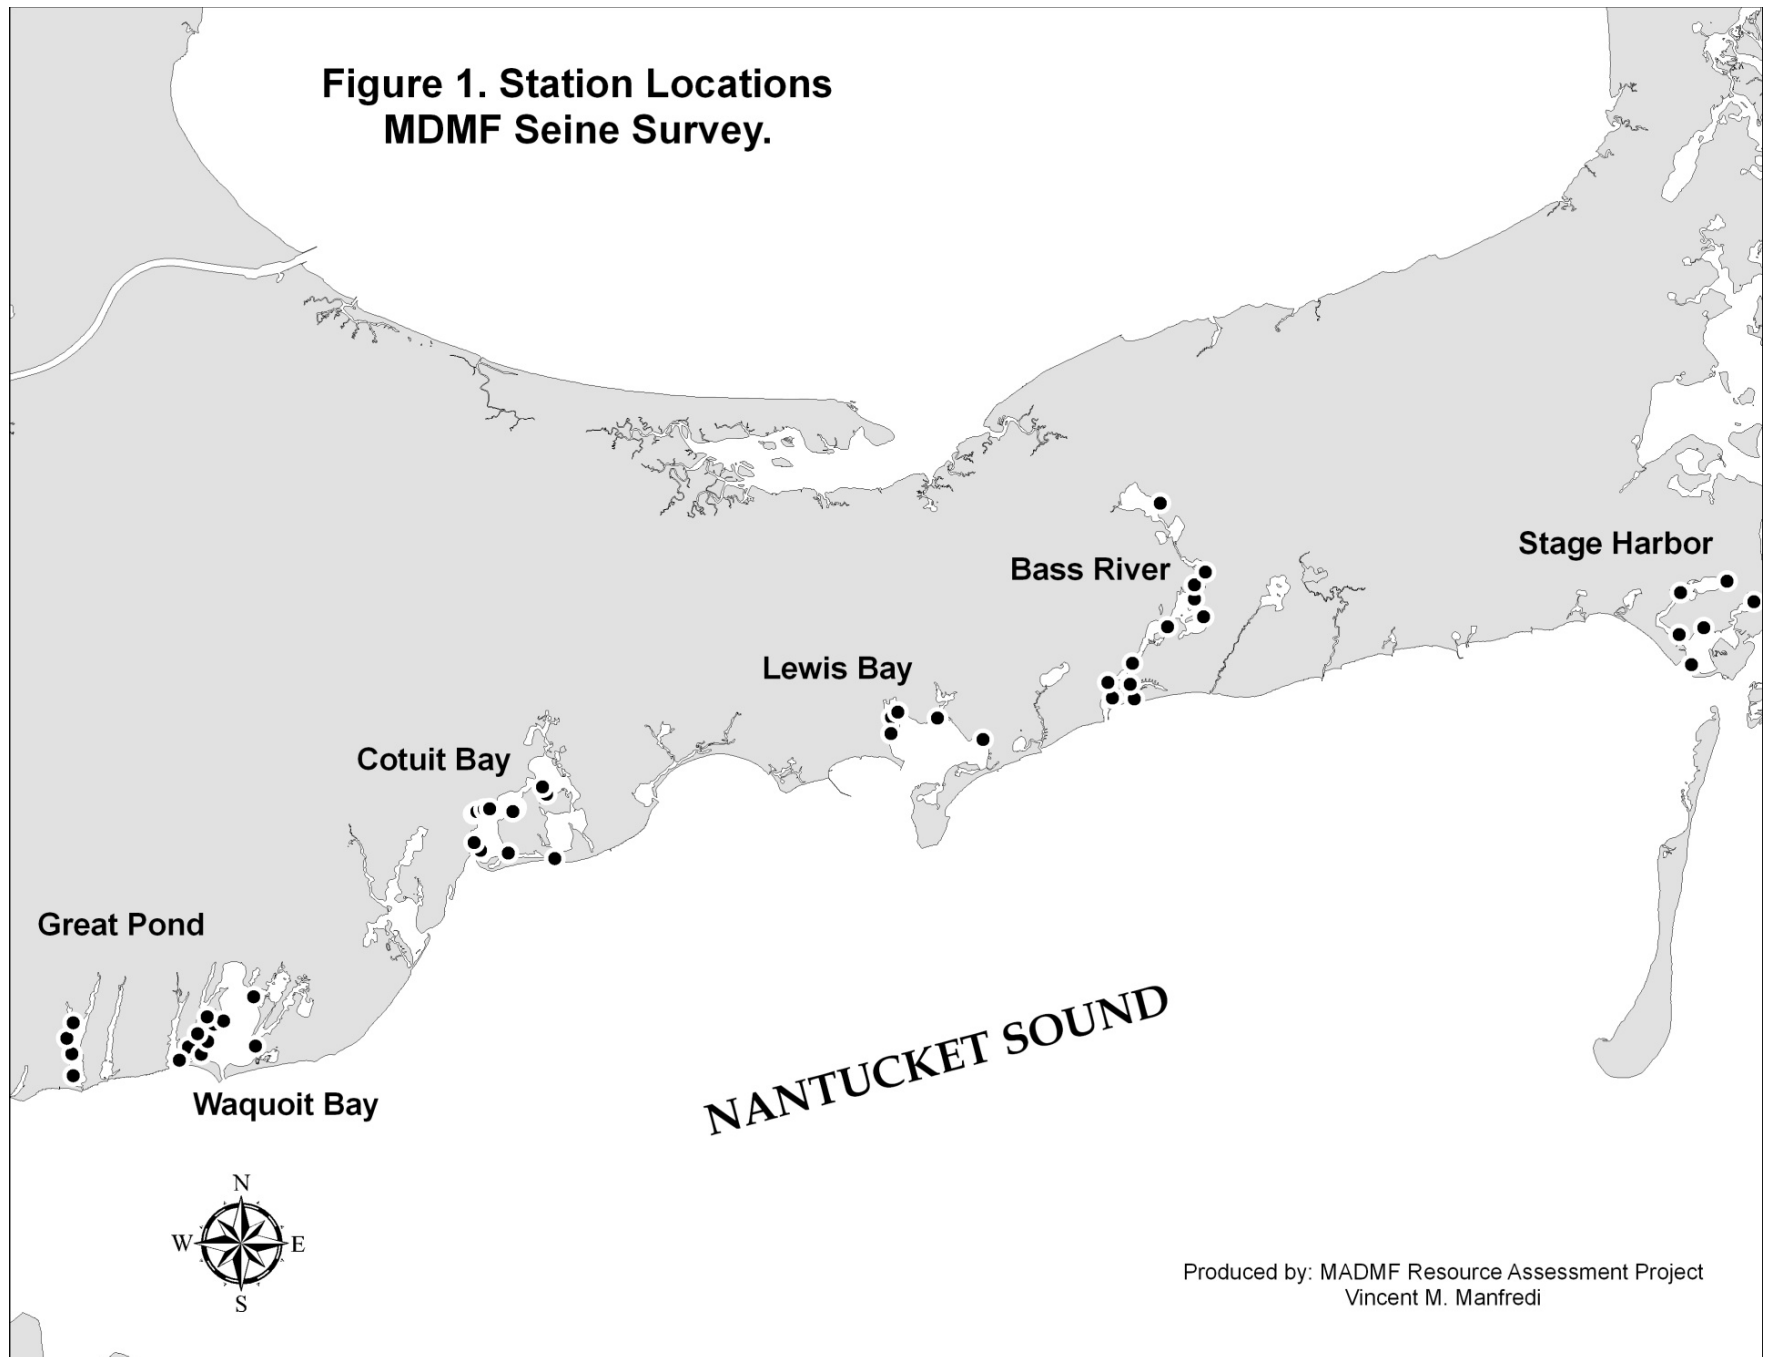 Figure 1. Station Locations
MDMF Seine Survey.
Stage Harbor
Bass River
Lewis Bay
Cotuit Bay
Great Pond
Waquoit Bay
NANTUCKET SOUND
N
W
E
S
Produced by: MADMF Resource Assessment Project
Vincent M. Manfredi